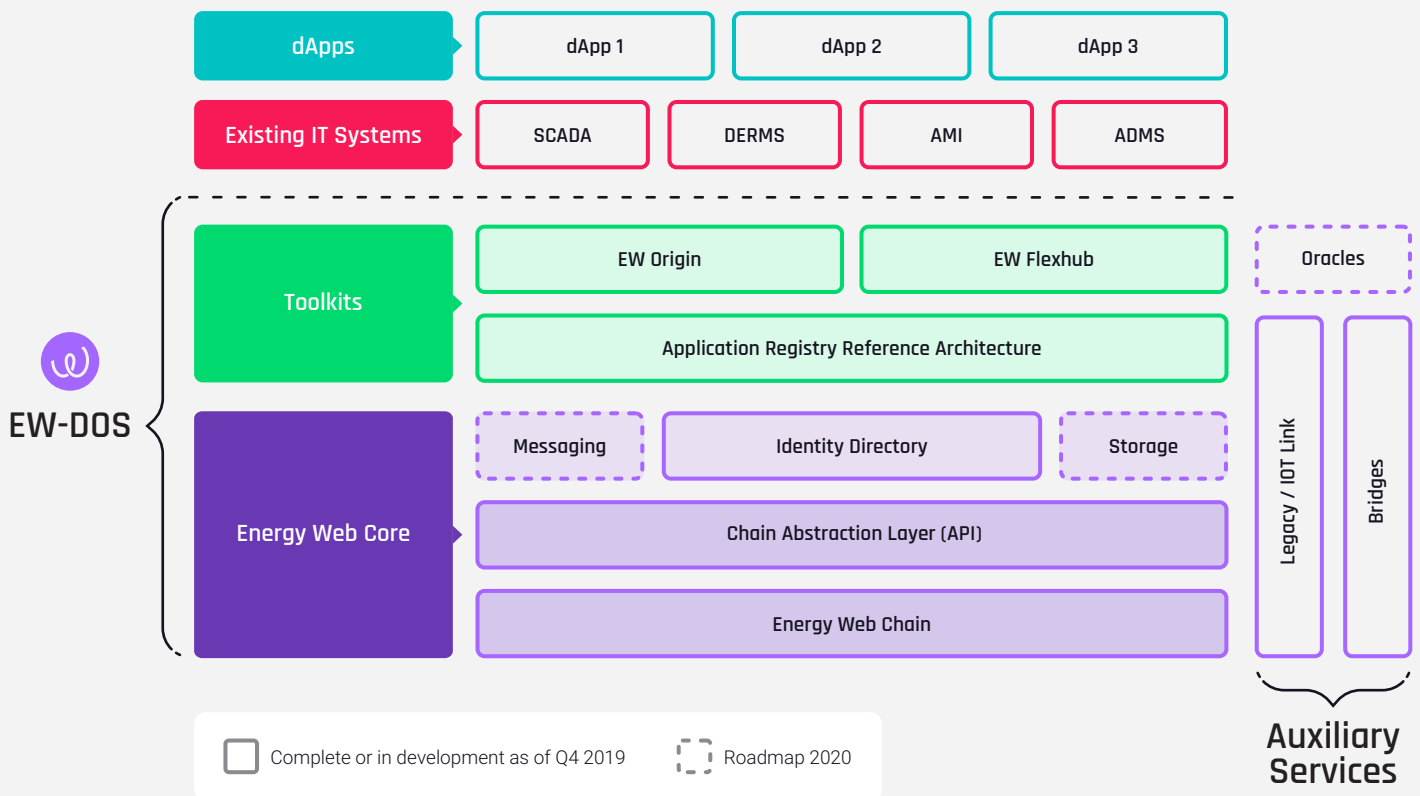 dApps
dApp 1
dApp 2
dApp 3
Existing IT Systems
SCADA
DERMS
AMI
ADMS
EW-DOS
Toolkits
EW Origin
EW Flexhub
Application Registry Reference Architecture
Energy Web Core
Messaging
Identity Directory
Storage
Chain Abstraction Layer (API)
Energy Web Chain
Oracles
Legacy / IOT Link
Bridges
Auxiliary
Services
Complete or in development as of Q4 2019
Roadmap 2020